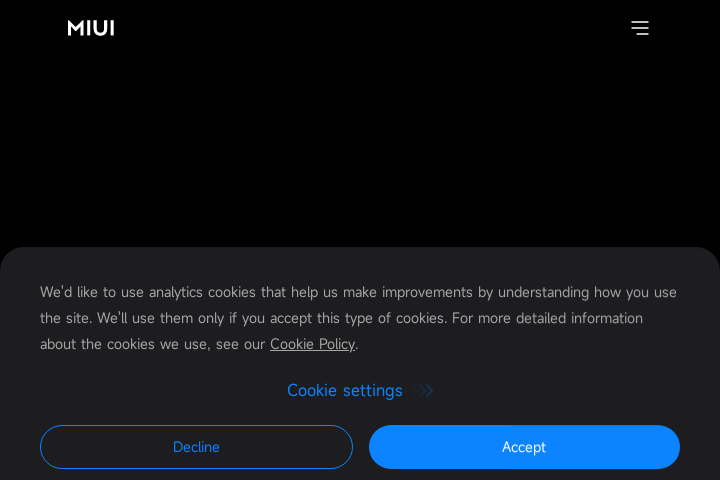 MIUI
We'd like to use analytics cookies that help us make improvements by understanding how you use
the site. We'll use them only if you accept this type of cookies. For more detailed information
about the cookies we use, see our Cookie Policy.
Cookie settings
Decline
Accept